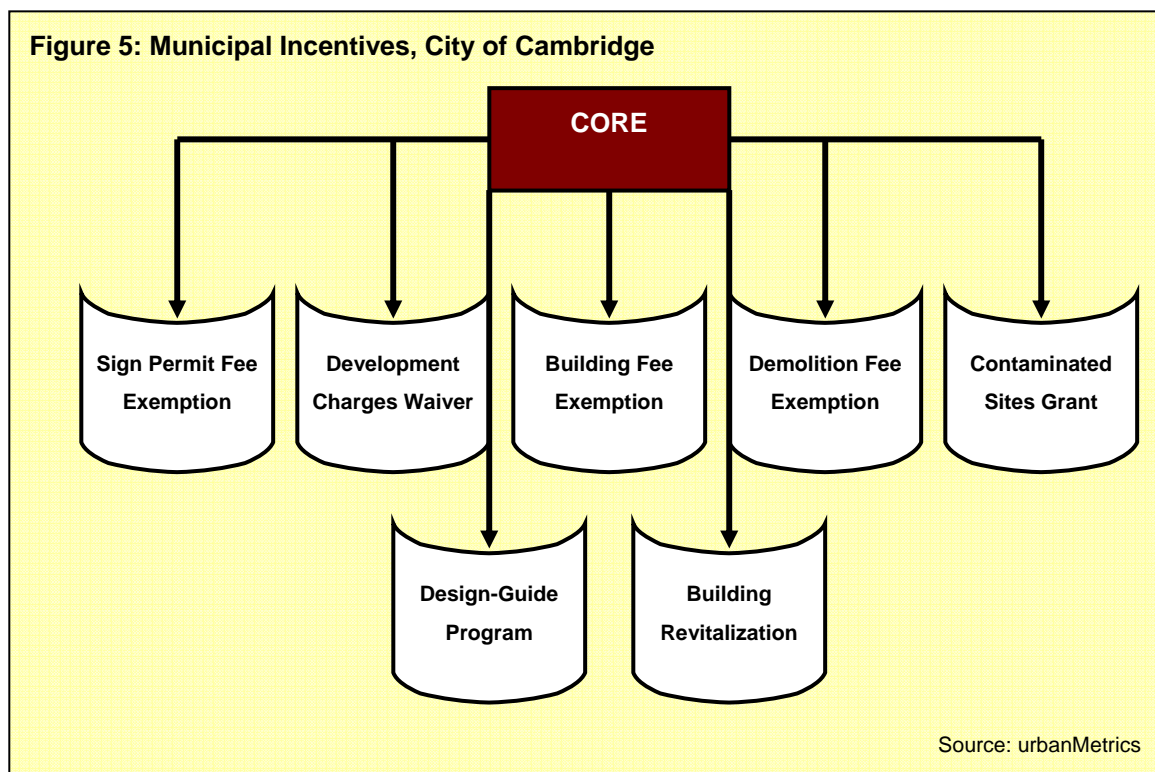 Figure 5: Municipal Incentives, City of Cambridge
CORE
Sign Permit Fee
Exemption
Development
Charges Waiver
Building Fee
Exemption
Demolition Fee
Exemption
Contaminated
Sites Grant
Design-Guide
Program
Building
Revitalization
Source: urbanMetrics